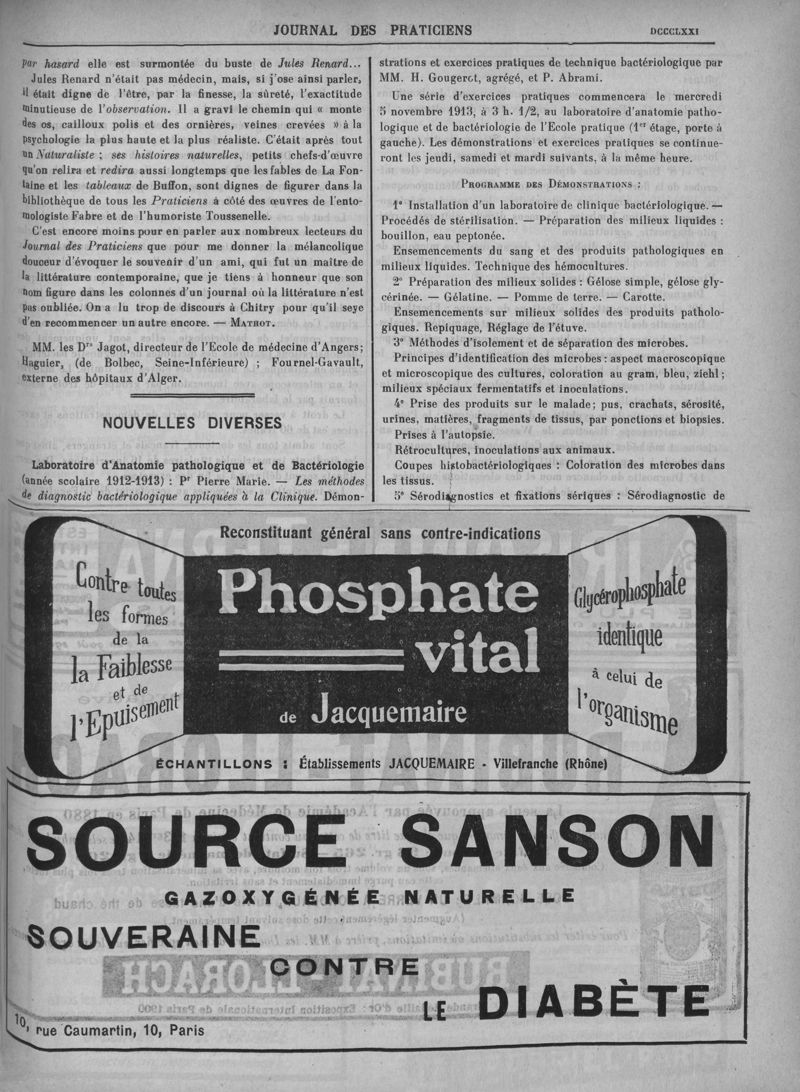 JOURNAL DES PRATICIENS
DCCCLXXI
par hasard elle est surmontée du buste de Jules Renard...
Jules Renard n'était pas médecin, mais, si j'ose ainsi parler,
il était digne de l'être, par la finesse, la sûreté, l'exactitude
minutieuse de l'observation. Il a gravi le chemin qui « monte
des os, cailloux polis et des ornières, veines crevées » à la
psychologie la plus haute et la plus réaliste. C'était après tout
un Naturaliste ; ses histoires naturelles, petits chefs-d'œuvre
qu'on relira et redira aussi longtemps que les fables de La Fon-
taine et les tableaux de Buffon, sont dignes de figurer dans la
bibliothèque de tous les Praticiens à côté des œuvres de l'ento-
mologiste Fabre et de l'humoriste Toussenelle.
C'est encore moins pour en parler aux nombreux lecteurs du
Journal des Praticiens que pour me donner la mélancolique
douceur d'évoquer le souvenir d'un ami, qui fut un maître de
la littérature contemporaine, que je tiens à honneur que son
nom figure dans les colonnes d'un journal où la littérature n'est
pas oubliée. On a lu trop de discours à Chitry pour qu'il seye
d'en recommencer un autre encore. — MATHOT.
MM. les Drs Jagot, directeur de l'Ecole de médecine d'Angers;
Haguier, (de Bolbec, Seine-Inférieure) ; Fournel-Gavault,
externe des hôpitaux d'Alger.
NOUVELLES DIVERSES
Laboratoire d'Anatomie pathologique et de Bactériologie
(année scolaire 1912-1913) : Pr Pierre Marie. — Les méthodes
de diagnostic bactériologique appliquées à la Clinique. Démon-
strations et exercices pratiques de technique bactériologique par
MM. H. Gougerot, agrégé, et P. Abrami.
Une série d'exercices pratiques commencera le mercredi
5 novembre 1913, à 3 h. 1/2, au laboratoire d'anatomie patho-
logique et de bactériologie de l'Ecole pratique (1er étage, porte à
gauche). Les démonstrations et exercices pratiques se continue-
ront les jeudi, samedi et mardi suivants, à la même heure.
PROGRAMME DES DÉMONSTRATIONS :
1° Installation d'un laboratoire de clinique bactériologique. —
Procédés de stérilisation. — Préparation des milieux liquides :
bouillon, eau peptonée.
Ensemencements du sang et des produits pathologiques en
milieux liquides. Technique des hémocultures.
2° Préparation des milieux solides : Gélose simple, gélose gly-
cérinée. — Gélatine. — Pomme de terre. — Carotte.
Ensemencements sur milieux solides des produits patholo-
giques. Repiquage, Réglage de l'étuve.
3° Méthodes d'isolement et de séparation des microbes.
Principes d'identification des microbes : aspect macroscopique
et microscopique des cultures, coloration au gram, bleu, ziehl ;
milieux spéciaux fermentatifs et inoculations.
4° Prise des produits sur le malade; pus, crachats, sérosité,
urines, matières, fragments de tissus, par ponctions et biopsies.
Prises à l'autopsie.
Rétrocultures, inoculations aux animaux.
Coupes histobactériologiques : Coloration des microbes dans
les tissus.
5° Sérodiagnostics et fixations sériques : Sérodiagnostic de
Reconstituant général sans contre-indications
Contre toutes
les formes
de la
la Faiblesse
et de
l'Epuisement
Phosphate
vital
de Jacquemaire
Glycérophosphate
identique
à celui de
l'organisme
ÉCHANTILLONS : Établissements JACQUEMAIRE - Villefranche (Rhône)
SOURCE SANSON
GAZOXYGÉNÉE NATURELLE
SOUVERAINE
CONTRE
LE DIABÈTE
10, rue Caumartin, 10, Paris